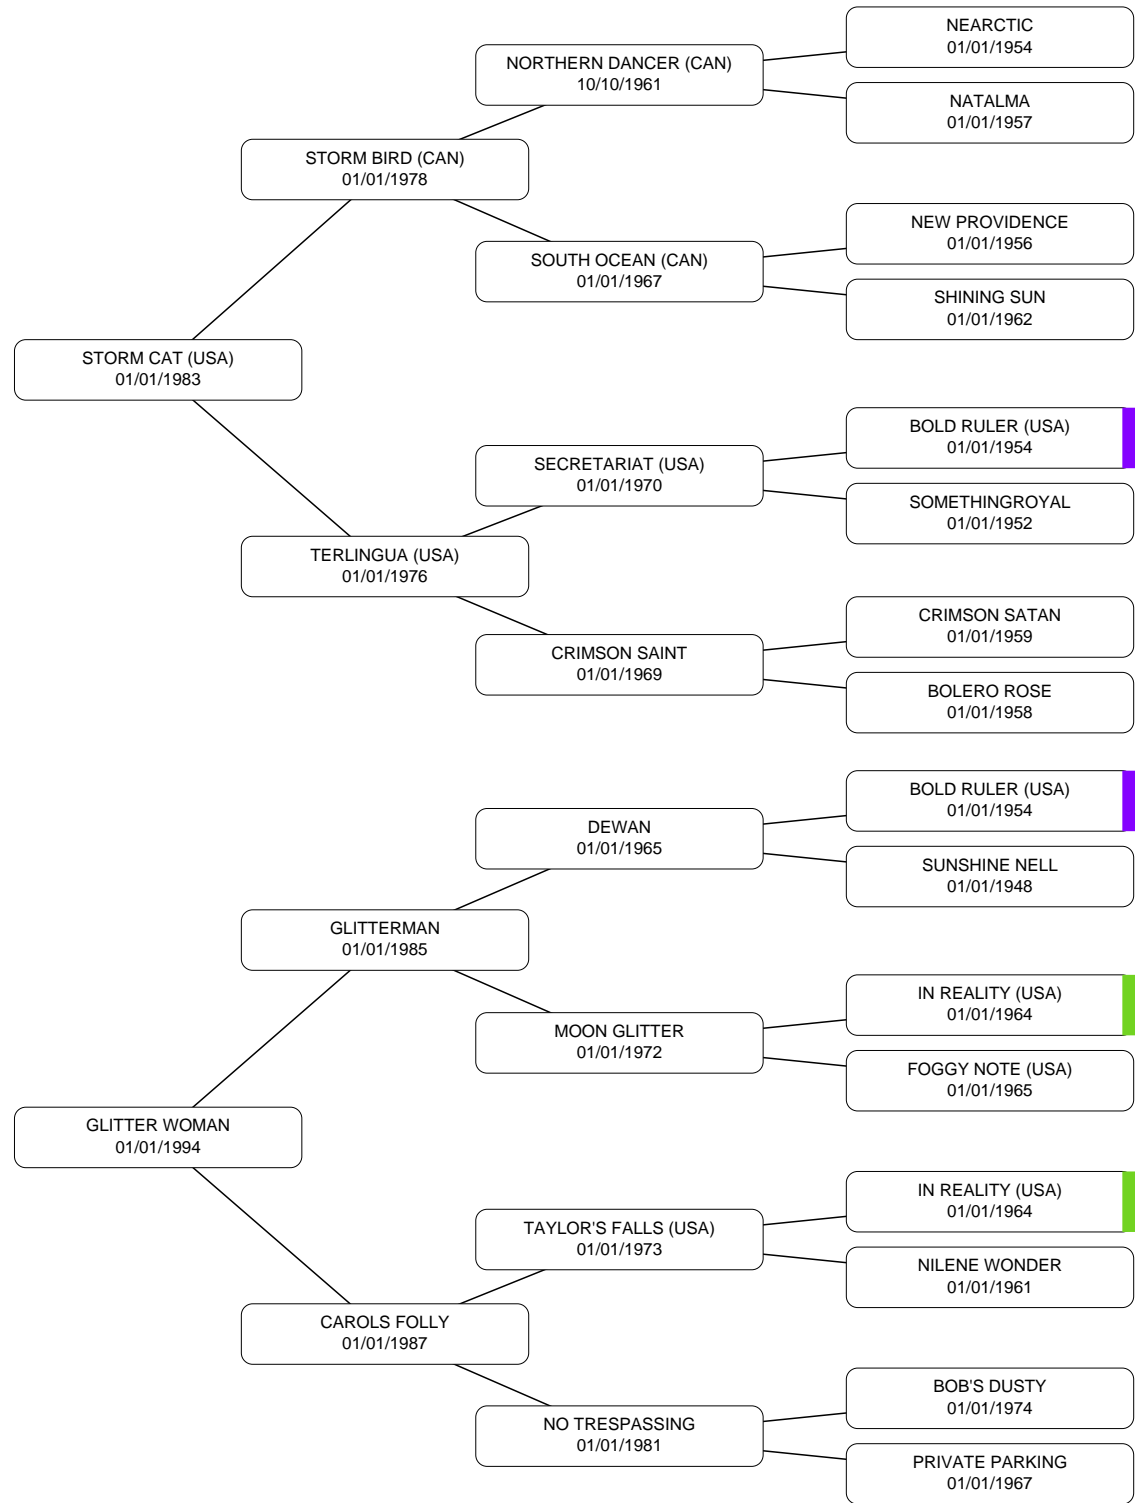 NEARCTIC
01/01/1954
NORTHERN DANCER (CAN)
10/10/1961
NATALMA
01/01/1957
STORM BIRD (CAN)
01/01/1978
NEW PROVIDENCE
01/01/1956
SOUTH OCEAN (CAN)
01/01/1967
SHINING SUN
01/01/1962
STORM CAT (USA)
01/01/1983
BOLD RULER (USA)
01/01/1954
SECRETARIAT (USA)
01/01/1970
SOMETHINGROYAL
01/01/1952
TERLINGUA (USA)
01/01/1976
CRIMSON SATAN
01/01/1959
CRIMSON SAINT
01/01/1969
BOLERO ROSE
01/01/1958
BOLD RULER (USA)
01/01/1954
DEWAN
01/01/1965
SUNSHINE NELL
01/01/1948
GLITTERMAN
01/01/1985
IN REALITY (USA)
01/01/1964
MOON GLITTER
01/01/1972
FOGGY NOTE (USA)
01/01/1965
GLITTER WOMAN
01/01/1994
IN REALITY (USA)
01/01/1964
TAYLOR'S FALLS (USA)
01/01/1973
NILENE WONDER
01/01/1961
CAROLS FOLLY
01/01/1987
BOB'S DUSTY
01/01/1974
NO TRESPASSING
01/01/1981
PRIVATE PARKING
01/01/1967